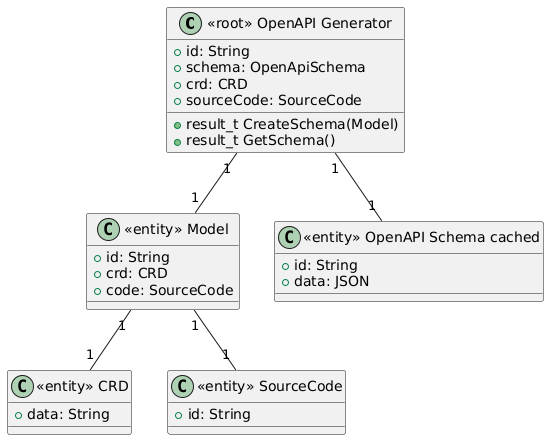 C «root» OpenAPI Generator
id: String
schema: OpenApiSchema
crd: CRD
sourceCode: SourceCode
result_t CreateSchema(Model)
result_t GetSchema()
1 1
1 1
C «entity» Model
id: String
crd: CRD
code: SourceCode
C «entity» OpenAPI Schema cached
id: String
data: JSON
1 1
1 1
C «entity» CRD
data: String
C «entity» SourceCode
id: String